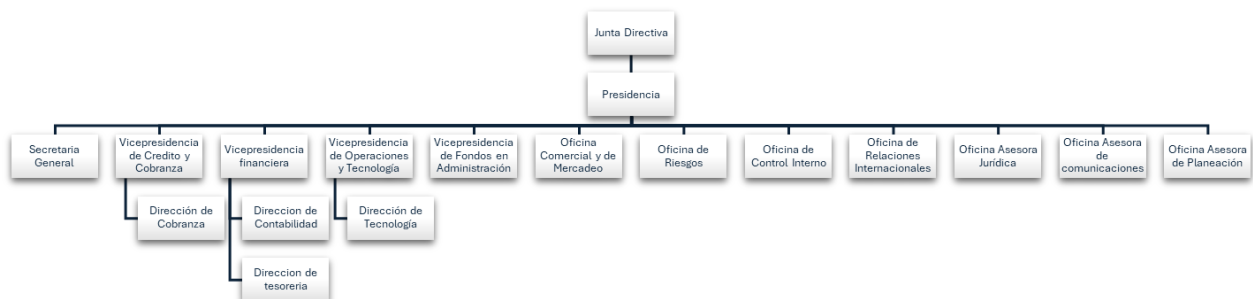 Junta Directiva
Presidencia
Secretaria
General
Vicepresidencia
de Credito y
Cobranza
Vicepresidencia
financiera
Vicepresidencia
de Operaciones
y Tecnología
Vicepresidencia
de Fondos en
Administración
Oficina
Comercial y de
Mercadeo
Oficina de
Riesgos
Oficina de
Control Interno
Oficina de
Relaciones
Internacionales
Oficina Asesora
Jurídica
Oficina Asesora
de
comunicaciones
Oficina Asesora
de Planeación
Dirección de
Cobranza
Direccion de
Contabilidad
Dirección de
Tecnología
Direccion de
tesoreria